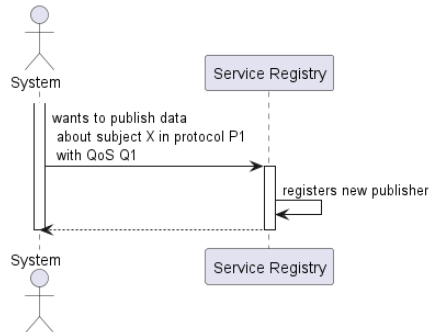 System
Service Registry
wants to publish data
about subject X in protocol P1
with QoS Q1
registers new publisher
System
Service Registry